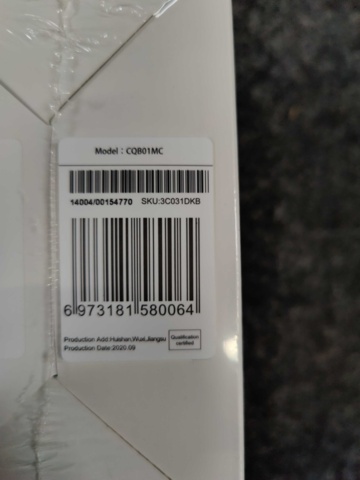 Model：CQB01MC
14004/00154770 SKU:3C031DKB
6 973181 580064
Production Add:Huishan,Wuxi,Jiangsu
Production Date:2020.09
Qualification
certified